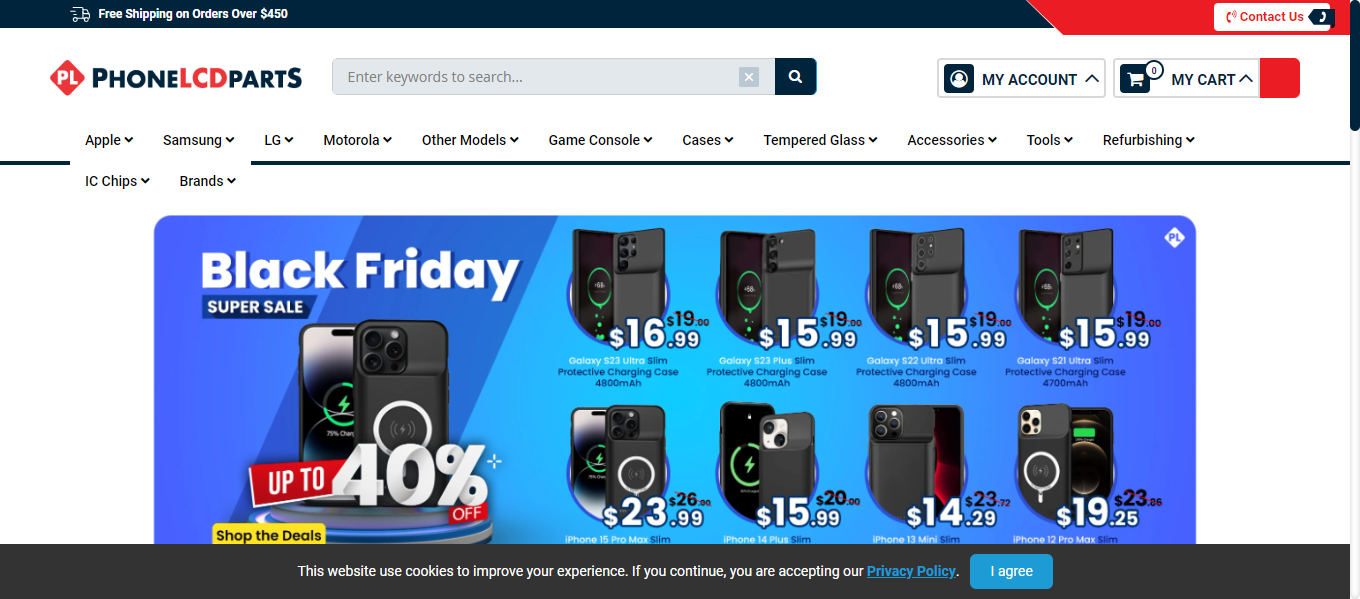 Free Shipping on Orders Over $450
Contact Us
PL PHONELCDPARTS
Enter keywords to search...
MY ACCOUNT
0
MY CART
Apple
Samsung
LG
Motorola
Other Models
Game Console
Cases
Tempered Glass
Accessories
Tools
Refurbishing
IC Chips
Brands
Black Friday
SUPER SALE
UP TO 40%
OFF
Shop the Deals
PL
$19.00
$16.99
Galaxy S23 Ultra Slim
Protective Charging Case
4800mAh
$19.00
$15.99
Galaxy S23 Plus Slim
Protective Charging Case
4800mAh
$19.00
$15.99
Galaxy S22 Ultra Slim
Protective Charging Case
4800mAh
$19.00
$15.99
Galaxy S21 Ultra Slim
Protective Charging Case
4700mAh
$26.00
$23.99
iPhone 15 Pro Max Slim
$20.00
$15.99
iPhone 14 Plus Slim
$23.72
$14.29
iPhone 13 Mini Slim
$23.86
$19.25
iPhone 12 Pro Max Slim
This website use cookies to improve your experience. If you continue, you are accepting our Privacy Policy.
I agree